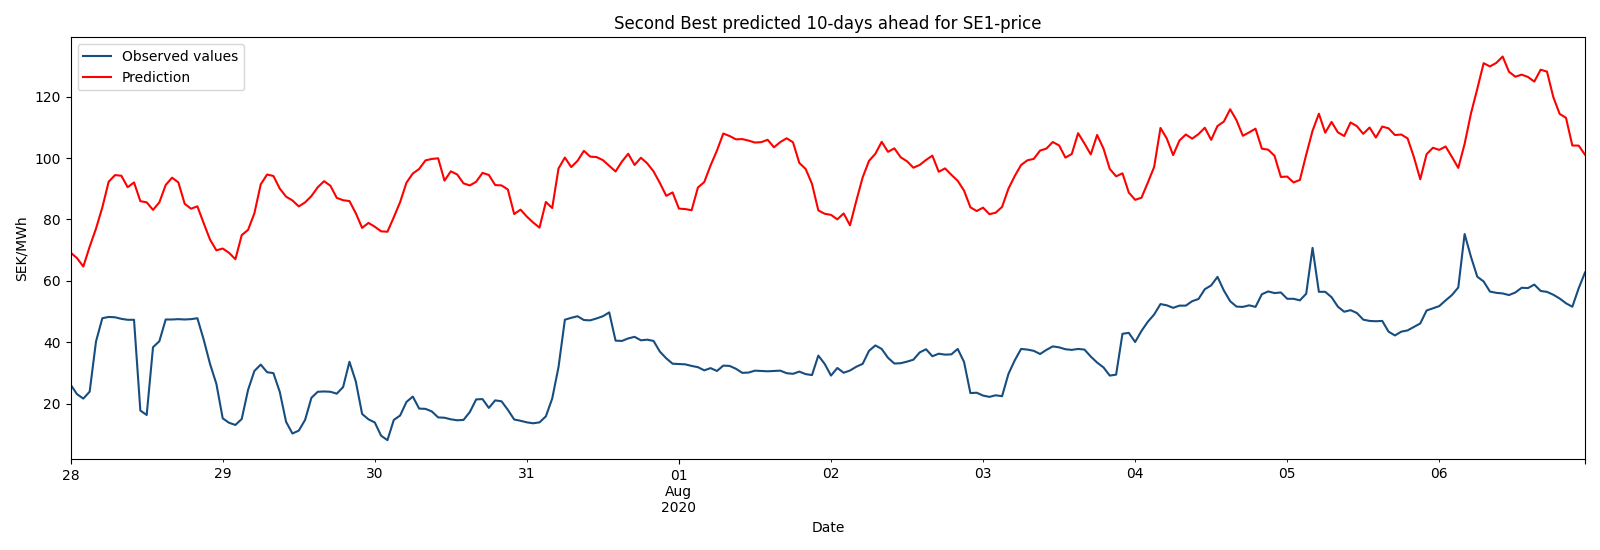 Second Best predicted 10-days ahead for SE1-price
Observed values
Prediction
SEK/MWh
120
100
80
60
40
20
28
29
30
31
01
Aug
2020
02
03
04
05
06
Date